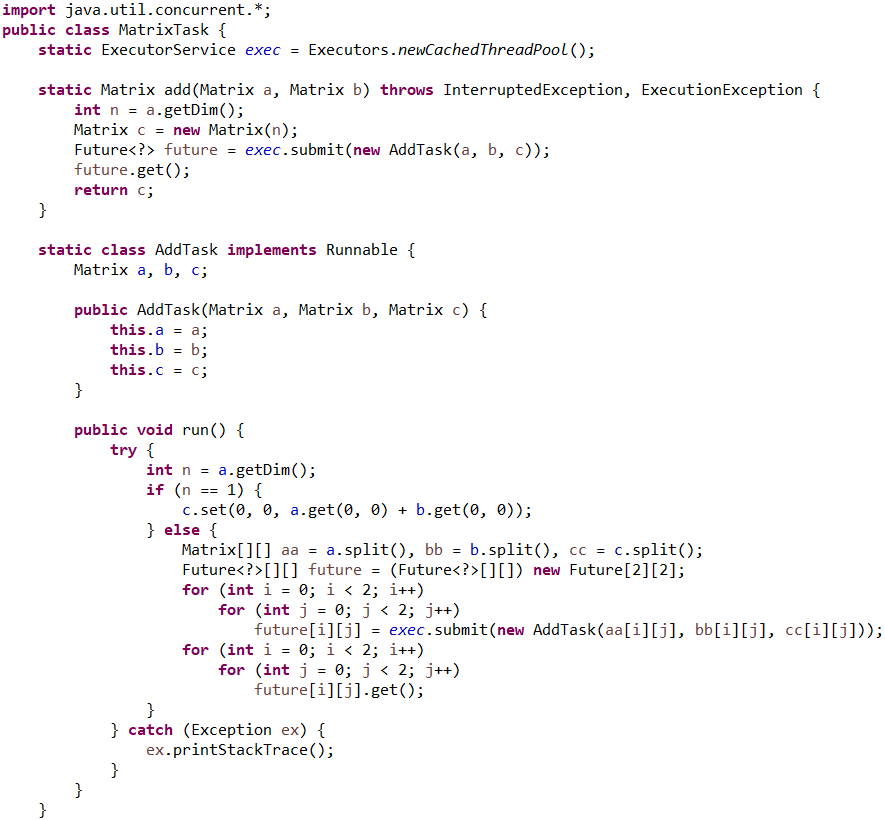 import java.util.concurrent.*;
public class MatrixTask {
    static ExecutorService exec = Executors.newCachedThreadPool();

    static Matrix add(Matrix a, Matrix b) throws InterruptedException, ExecutionException {
        int n = a.getDim();
        Matrix c = new Matrix(n);
        Future<?> future = exec.submit(new AddTask(a, b, c));
        future.get();
        return c;
    }

    static class AddTask implements Runnable {
        Matrix a, b, c;

        public AddTask(Matrix a, Matrix b, Matrix c) {
            this.a = a;
            this.b = b;
            this.c = c;
        }

        public void run() {
            try {
                int n = a.getDim();
                if (n == 1) {
                    c.set(0, 0, a.get(0, 0) + b.get(0, 0));
                } else {
                    Matrix[][] aa = a.split(), bb = b.split(), cc = c.split();
                    Future<?>[][] future = (Future<?>[][]) new Future[2][2];
                    for (int i = 0; i < 2; i++)
                        for (int j = 0; j < 2; j++)
                            future[i][j] = exec.submit(new AddTask(aa[i][j], bb[i][j], cc[i][j]));
                    for (int i = 0; i < 2; i++)
                        for (int j = 0; j < 2; j++)
                            future[i][j].get();
                }
            } catch (Exception ex) {
                ex.printStackTrace();
            }
        }
    }